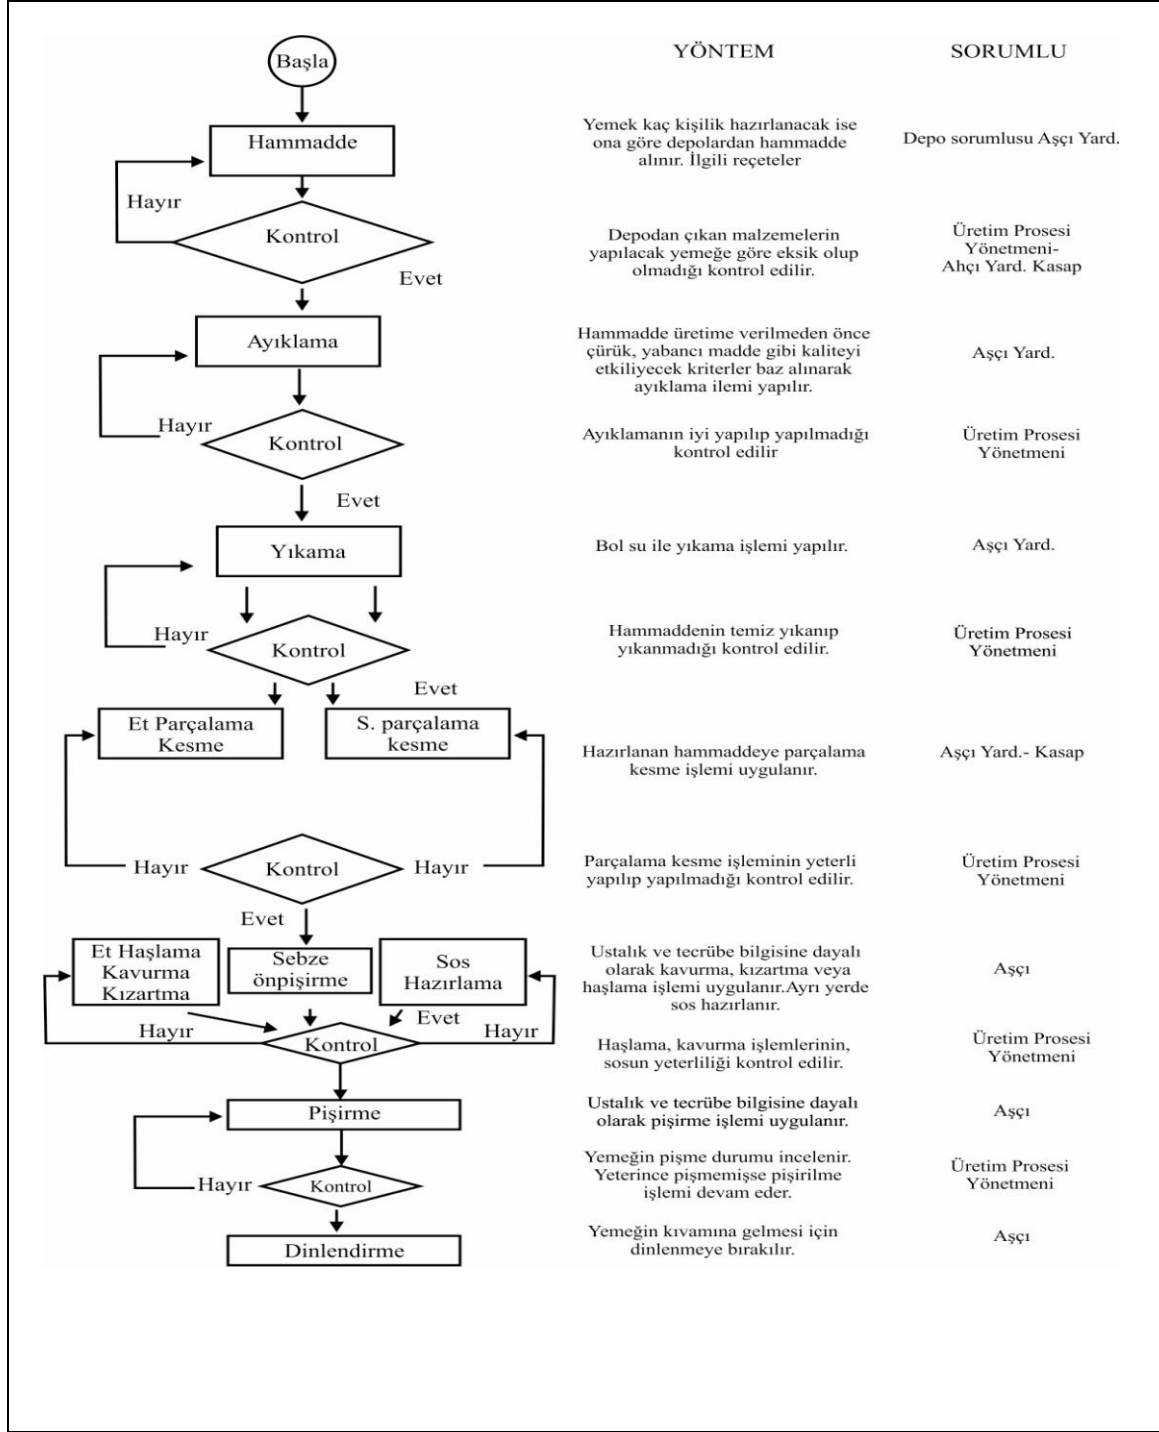 Başla
YÖNTEM
SORUMLU
Hammadde
Yemek kaç kişilik hazırlanacak ise
ona göre depolardan hammadde
alınır. İlgili reçeteler
Depo sorumlusu Aşçı Yard.
Hayır
Kontrol
Evet
Depodan çıkan malzemelerin
yapılacak yemeğe göre eksik olup
olmadığı kontrol edilir.
Üretim Prosesi
Yönetmeni-
Ahçı Yard. Kasap
Ayıklama
Hammadde üretime verilmeden önce
çürük, yabancı madde gibi kaliteyi
etkiliyecek kriterler baz alınarak
ayıklama ilemi yapılır.
Aşçı Yard.
Hayır
Kontrol
Evet
Ayıklamanın iyi yapılıp yapılmadığı
kontrol edilir
Üretim Prosesi
Yönetmeni
Yıkama
Bol su ile yıkama işlemi yapılır.
Aşçı Yard.
Hayır
Kontrol
Evet
Hammaddenin temiz yıkanıp
yıkanmadığı kontrol edilir.
Üretim Prosesi
Yönetmeni
Et Parçalama
Kesme
S. parçalama
kesme
Hazırlanan hammaddeye parçalama
kesme işlemi uygulanır.
Aşçı Yard.- Kasap
Hayır
Kontrol
Hayır
Evet
Parçalama kesme işleminin yeterli
yapılıp yapılmadığı kontrol edilir.
Üretim Prosesi
Yönetmeni
Et Haşlama
Kavurma
Kızartma
Sebze
önpişirme
Sos
Hazırlama
Ustalık ve tecrübe bilgisine dayalı
olarak kavurma, kızartma veya
haşlama işlemi uygulanır.Ayrı yerde
sos hazırlanır.
Aşçı
Hayır
Kontrol
Evet
Hayır
Haşlama, kavurma işlemlerinin,
sosun yeterliliği kontrol edilir.
Üretim Prosesi
Yönetmeni
Pişirme
Ustalık ve tecrübe bilgisine dayalı
olarak pişirme işlemi uygulanır.
Aşçı
Hayır
Kontrol
Yemeğin pişme durumu incelenir.
Yeterince pişmemişse pişirilme
işlemi devam eder.
Üretim Prosesi
Yönetmeni
Dinlendirme
Yemeğin kıvamına gelmesi için
dinlenmeye bırakılır.
Aşçı